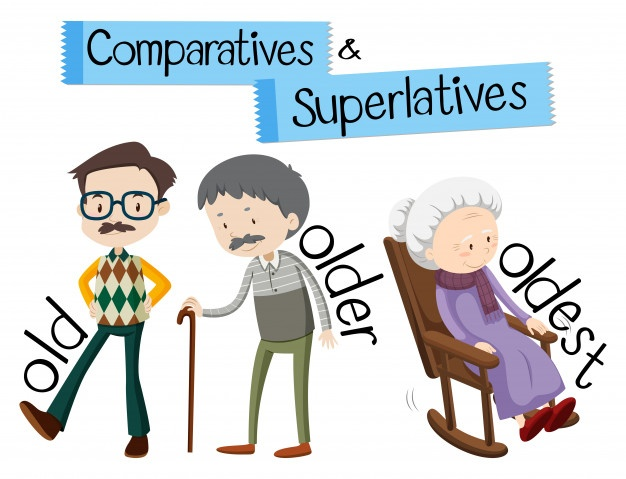 Comparatives &
Superlatives
old
older
oldest